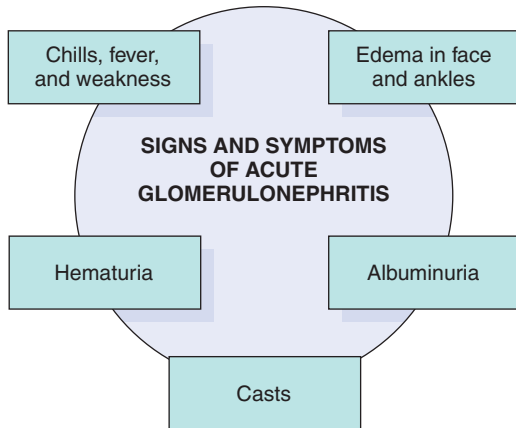 Chills, fever,
and weakness
Edema in face
and ankles
SIGNS AND SYMPTOMS
OF ACUTE
GLOMERULONEPHRITIS
Hematuria
Albuminuria
Casts